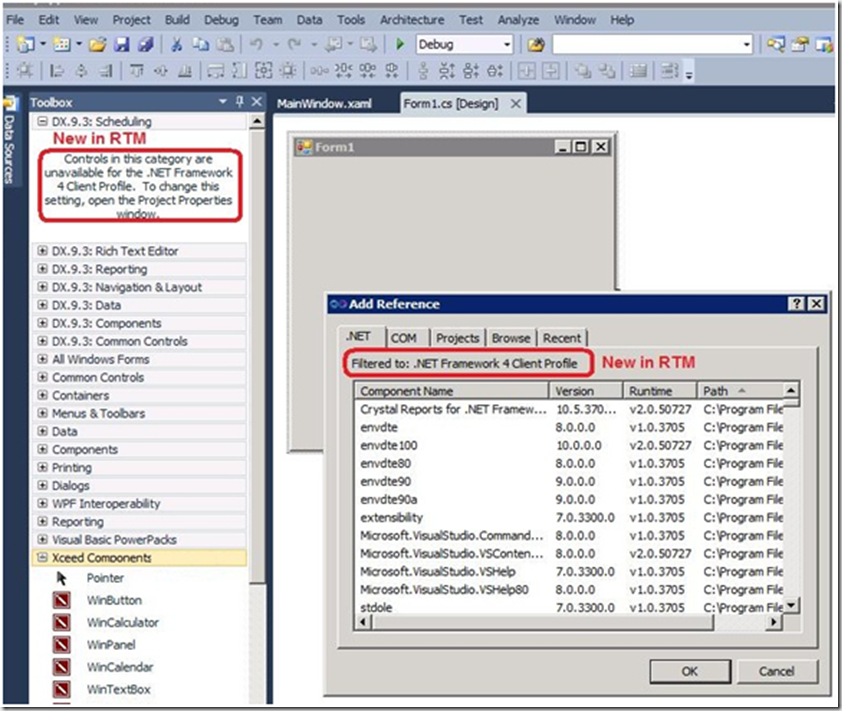 File Edit View Project Build Debug Team Data Tools Architecture Test Analyze Window Help
Debug
Data Sources
Toolbox
DX.9.3: Scheduling
New in RTM
Controls in this category are
unavailable for the .NET Framework
4 Client Profile. To change this
setting, open the Project Properties
window.
DX.9.3: Rich Text Editor
DX.9.3: Reporting
DX.9.3: Navigation & Layout
DX.9.3: Data
DX.9.3: Components
DX.9.3: Common Controls
All Windows Forms
Common Controls
Containers
Menus & Toolbars
Data
Components
Printing
Dialogs
WPF Interoperability
Reporting
Visual Basic PowerPacks
Xceed Components
Pointer
WinButton
WinCalculator
WinPanel
WinCalendar
WinTextBox
MainWindow.xaml Form1.cs [Design]
Form1
Add Reference
.NET COM Projects Browse Recent
Filtered to: .NET Framework 4 Client Profile
New in RTM
Component Name Version Runtime Path
Crystal Reports for .NET Framew... 10.5.370... v2.0.50727 C:\Program File
envdte 8.0.0.0 v1.0.3705 C:\Program File
envdte100 10.0.0.0 v2.0.50727 C:\Program File
envdte80 8.0.0.0 v1.0.3705 C:\Program File
envdte90 9.0.0.0 v1.0.3705 C:\Program File
envdte90a 9.0.0.0 v1.0.3705 C:\Program File
extensibility 7.0.3300.0 v1.0.3705 C:\Program File
Microsoft.VisualStudio.Command... 8.0.0.0 v1.0.3705 C:\Program File
Microsoft.VisualStudio.VSConten... 8.0.0.0 v2.0.50727 C:\Program File
Microsoft.VisualStudio.VSHelp 7.0.3300.0 v1.0.3705 C:\Program File
Microsoft.VisualStudio.VSHelp80 8.0.0.0 v1.0.3705 C:\Program File
stdole 7.0.3300.0 v1.0.3705 C:\Program File
OK Cancel